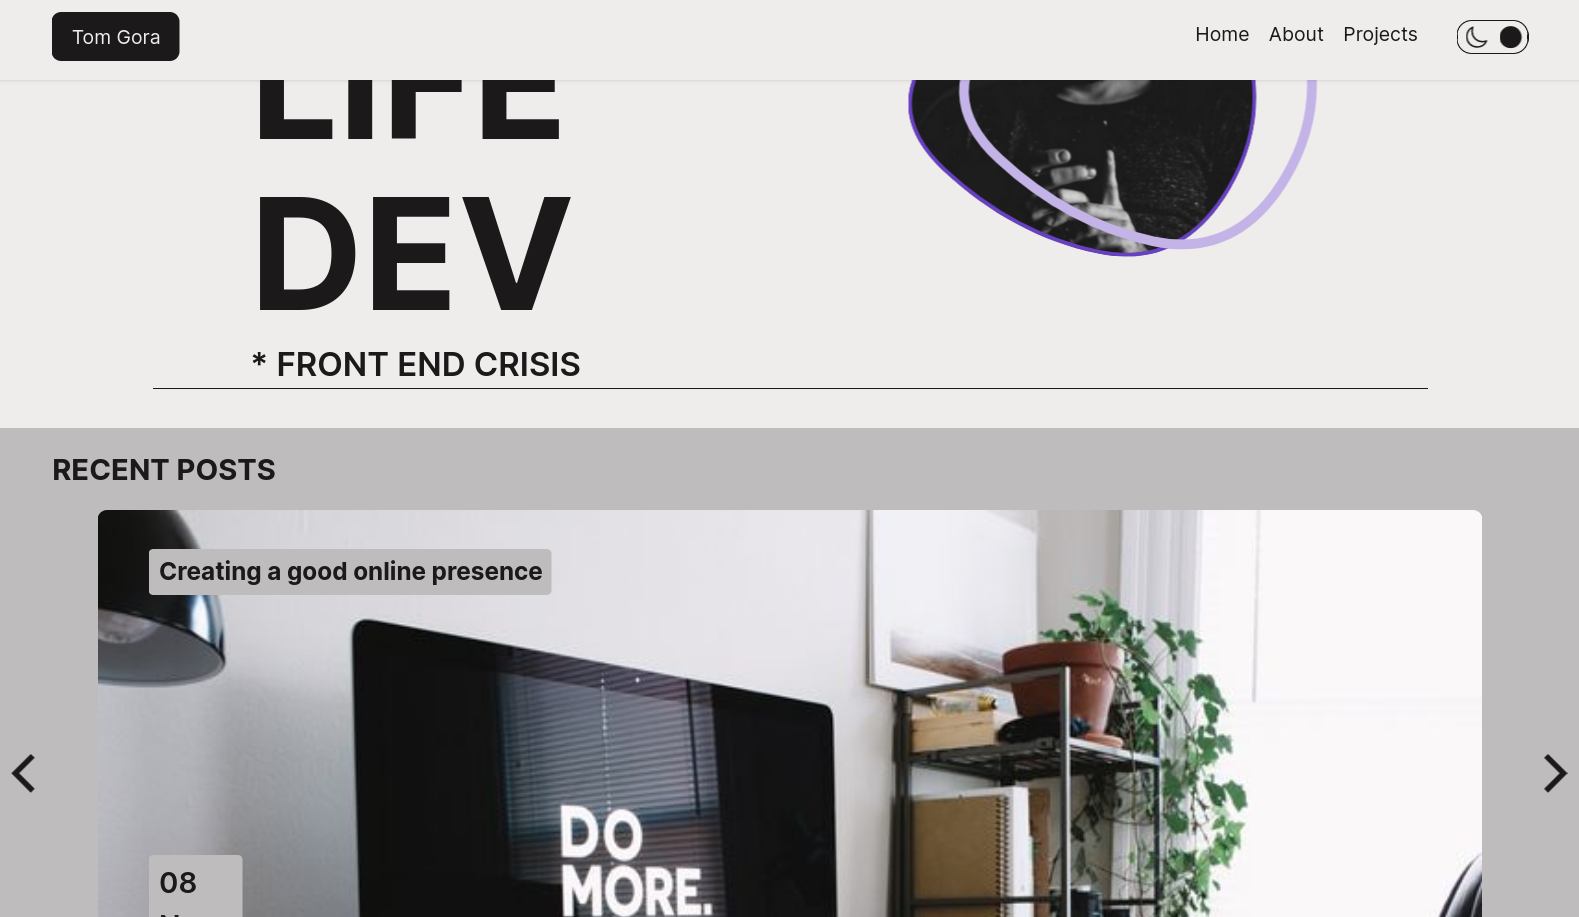 Tom Gora
Home About Projects
LIFE
DEV
* FRONT END CRISIS
RECENT POSTS
Creating a good online presence
DO
MORE.
08